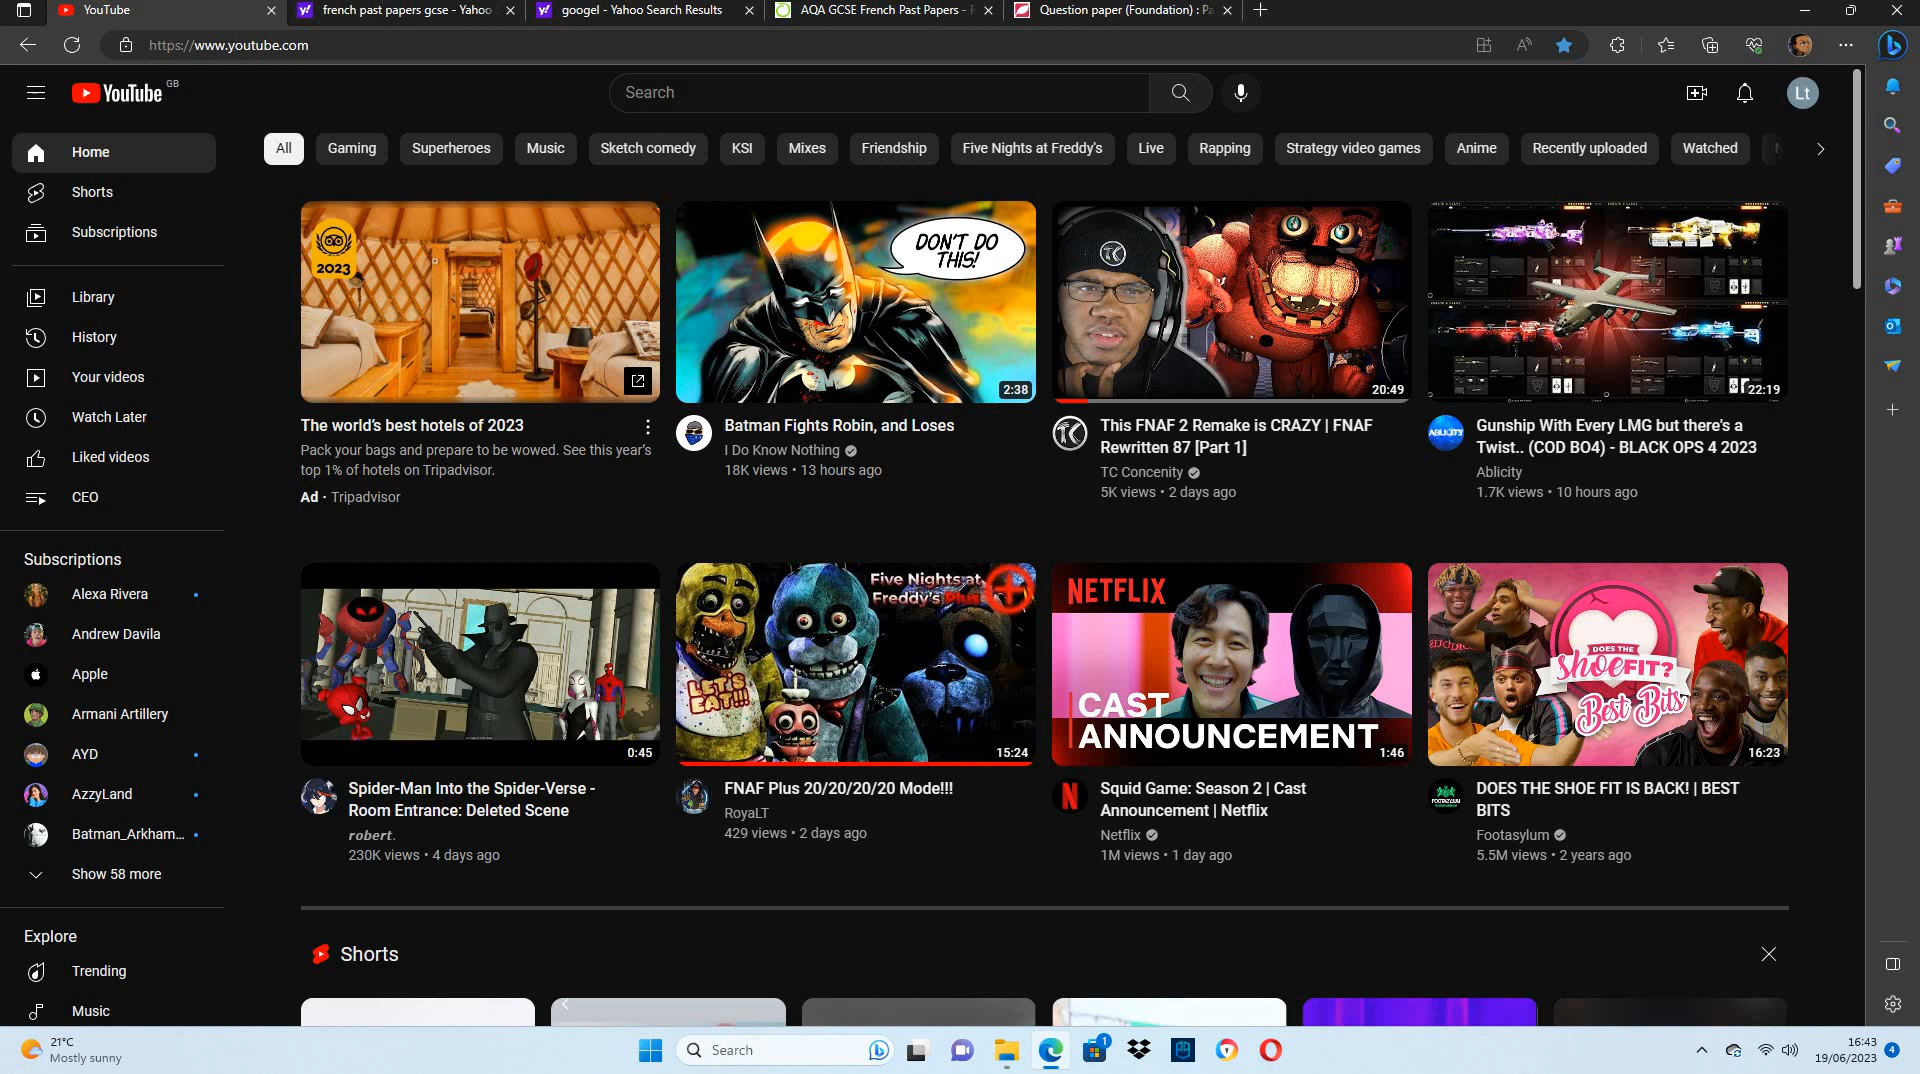 YouTube
french past papers gcse - Yahoo
googel - Yahoo Search Results
AQA GCSE French Past Papers -
Question paper (Foundation) : Pa
https://www.youtube.com
YouTube GB
Search
Lt
Home
Shorts
Subscriptions
Library
History
Your videos
Watch Later
Liked videos
CEO
Subscriptions
Alexa Rivera
Andrew Davila
Apple
Armani Artillery
AYD
AzzyLand
Batman_Arkham...
Show 58 more
Explore
Trending
Music
All
Gaming
Superheroes
Music
Sketch comedy
KSI
Mixes
Friendship
Five Nights at Freddy's
Live
Rapping
Strategy video games
Anime
Recently uploaded
Watched
2023
The world's best hotels of 2023
Pack your bags and prepare to be wowed. See this year's
top 1% of hotels on Tripadvisor.
Ad · Tripadvisor
DON'T DO
THIS!
2:38
Batman Fights Robin, and Loses
I Do Know Nothing
18K views • 13 hours ago
20:49
This FNAF 2 Remake is CRAZY | FNAF
Rewritten 87 [Part 1]
TC Concenity
5K views • 2 days ago
22:19
ABLICITY
Gunship With Every LMG but there's a
Twist.. (COD BO4) - BLACK OPS 4 2023
Ablicity
1.7K views • 10 hours ago
0:45
Spider-Man Into the Spider-Verse -
Room Entrance: Deleted Scene
robert.
230K views • 4 days ago
Five Nights at
Freddy's Plus
LET'S
EAT!!!
15:24
FNAF Plus 20/20/20/20 Mode!!!
RoyaLT
429 views • 2 days ago
NETFLIX
CAST
ANNOUNCEMENT
1:46
N
Squid Game: Season 2 | Cast
Announcement | Netflix
Netflix
1M views • 1 day ago
DOES THE
Shoe FIT?
Best Bits
16:23
FOOTASYLUM
DOES THE SHOE FIT IS BACK! | BEST
BITS
Footasylum
5.5M views • 2 years ago
Shorts
21°C
Mostly sunny
Search
1
16:43
19/06/2023
4